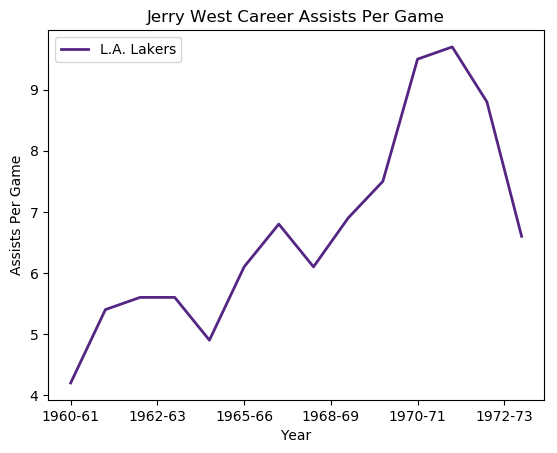 Jerry West Career Assists Per Game
L.A. Lakers
Assists Per Game
9
8
7
6
5
4
1960-61 1962-63 1965-66 1968-69 1970-71 1972-73
Year